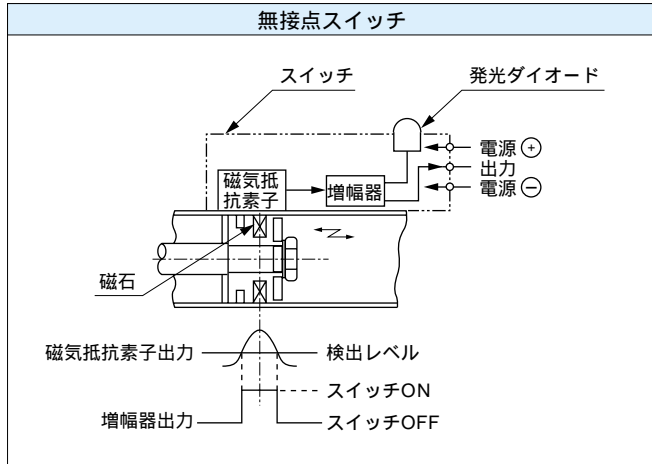 無接点スイッチ
スイッチ
発光ダイオード
電源⊕
出力
電源⊖
磁気抵
抗素子
増幅器
磁石
磁気抵抗素子出力
検出レベル
スイッチON
増幅器出力
スイッチOFF